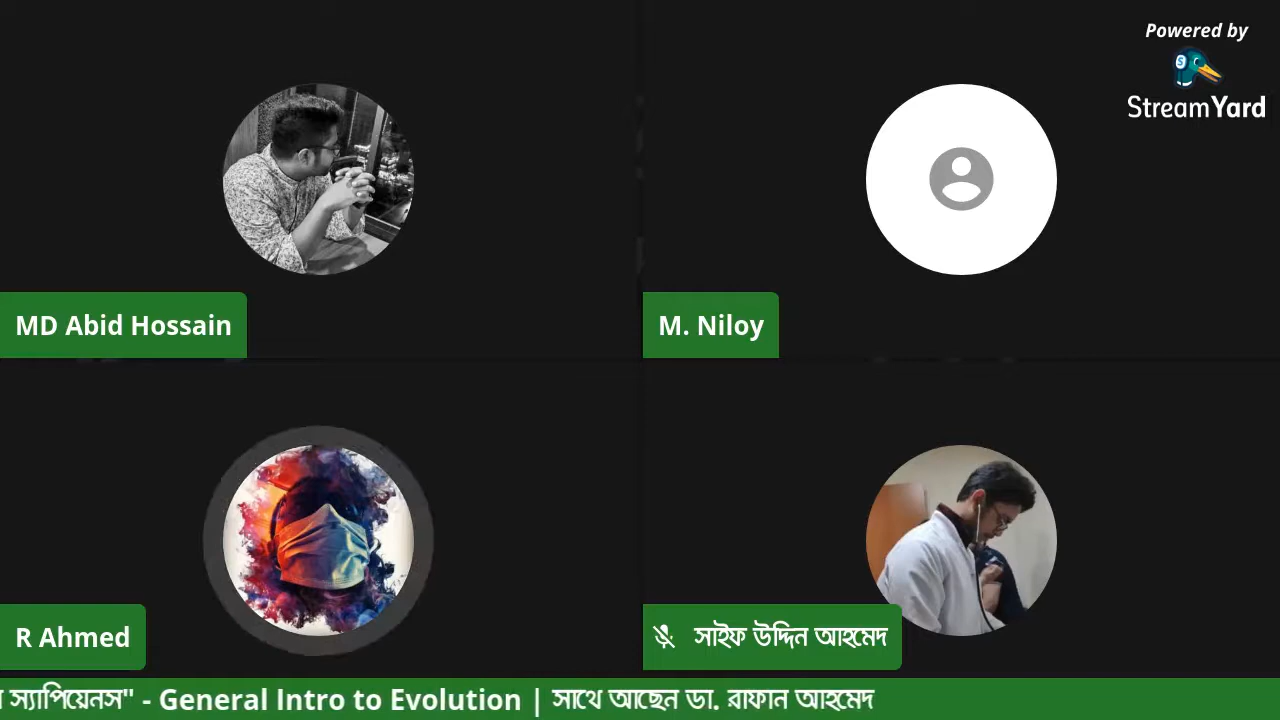 Powered by
StreamYard
MD Abid Hossain
M. Niloy
R Ahmed
সাইফ উদ্দিন আহমেদ
স্যাপিয়েনস" - General Intro to Evolution | সাথে আছেন ডা. রাফান আহমেদ